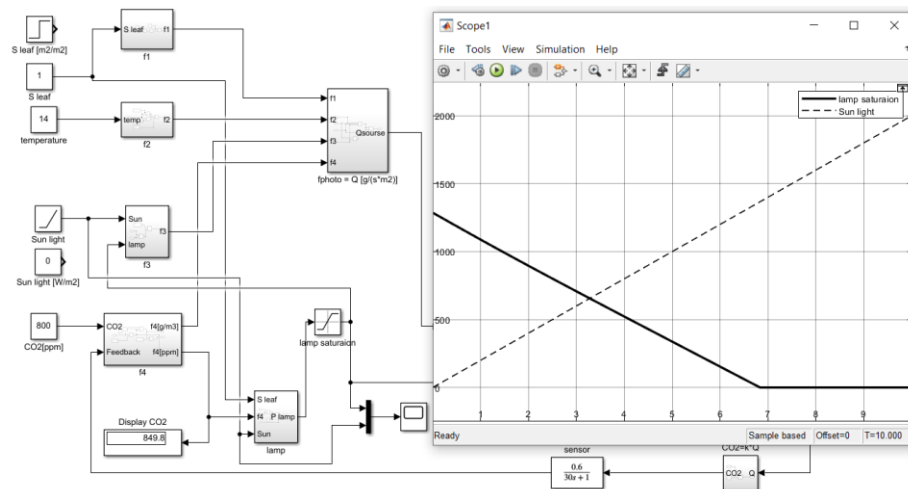 S leaf [m2/m2]
1
S leaf
S leaf f1
f1
14
temperature
temp f2
f2
f1
f2
f3
f4
Qsourse
fphoto = Q [g/(s*m2)]
Sun light
0
Sun light [W/m2]
Sun
lamp
f3
f3
800
CO2[ppm]
CO2 f4[g/m3]
Feedback f4[ppm]
f4
Display CO2
849.8
S leaf
f4 P lamp
Sun
lamp
lamp saturaion
sensor
0.6
30s+1
CO2=k*Q
CO2 Q
Scope1
File Tools View Simulation Help
lamp saturaion
Sun light
2000
1500
1000
500
0
1 2 3 4 5 6 7 8 9
Ready Sample based Offset=0 T=10.000